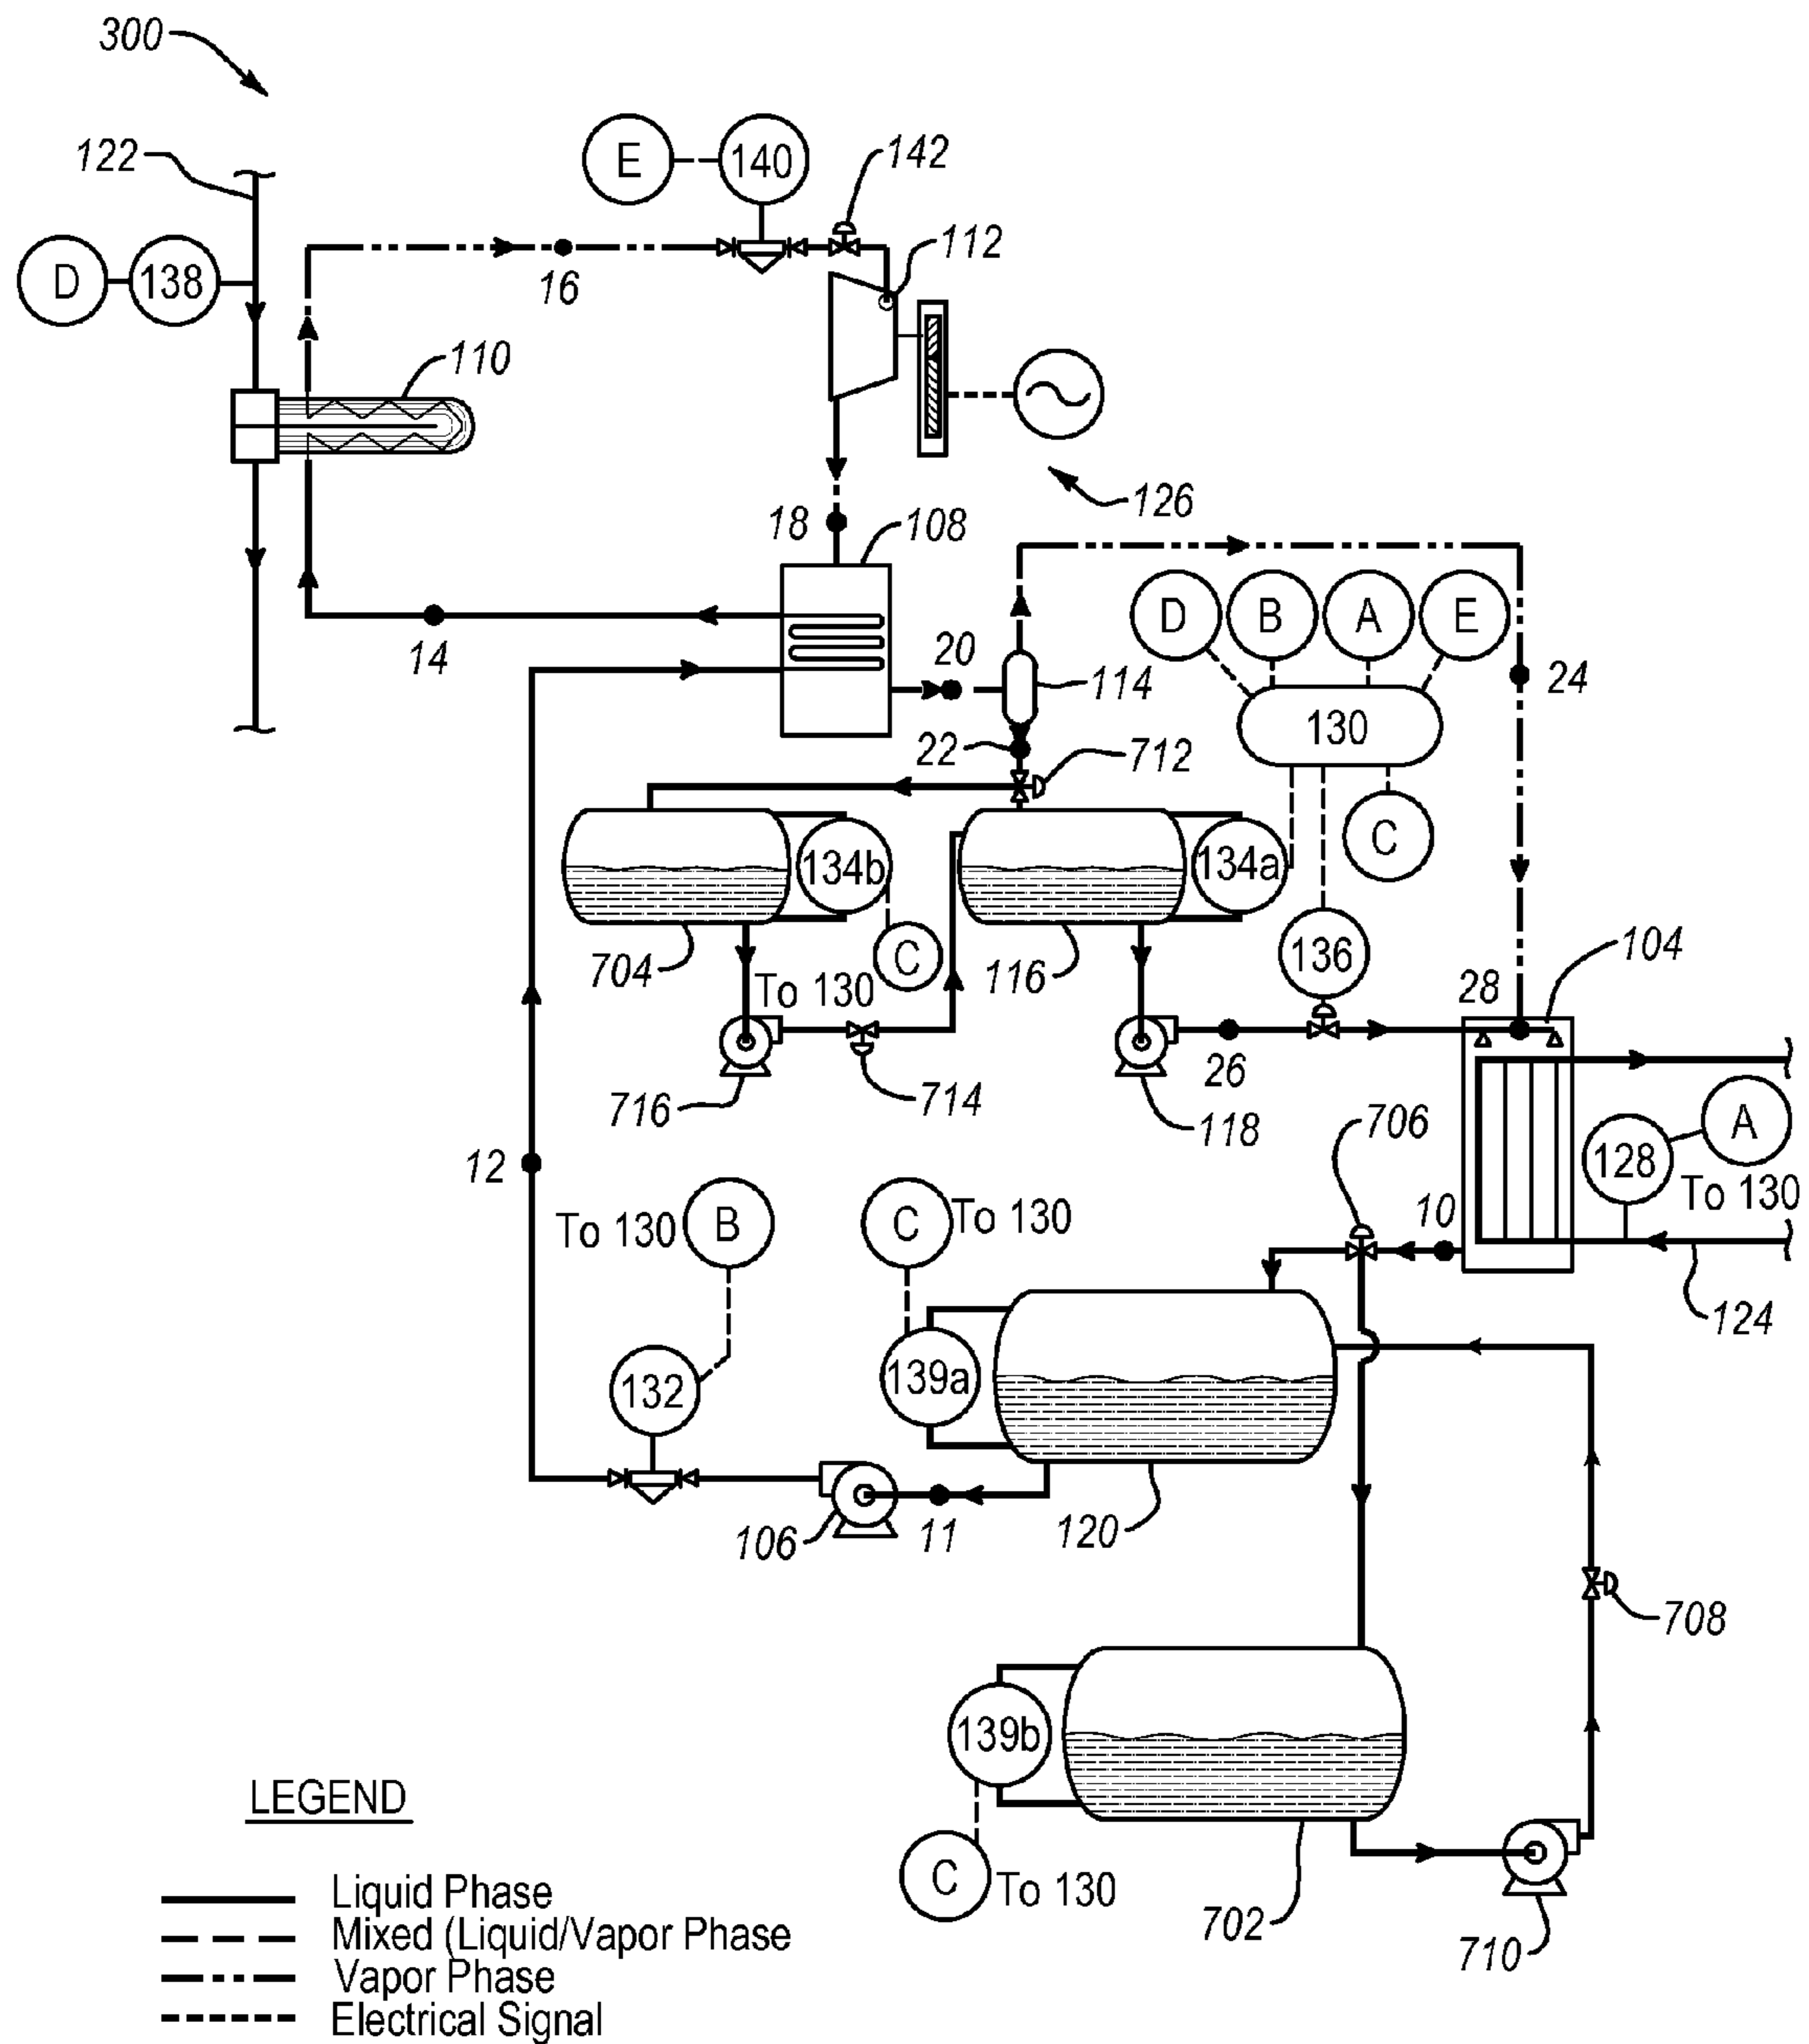 300
122
E
140
142
112
D
138
16
110
126
18
108
14
20
114
D
B
A
E
24
22
712
130
C
134b
134a
704
C
116
136
104
To 130
28
716
714
118
26
706
A
128
To 130
12
To 130
B
C
To 130
10
124
132
139a
106
11
120
708
139b
C
To 130
702
710
LEGEND
Liquid Phase
Mixed (Liquid/Vapor Phase
Vapor Phase
Electrical Signal